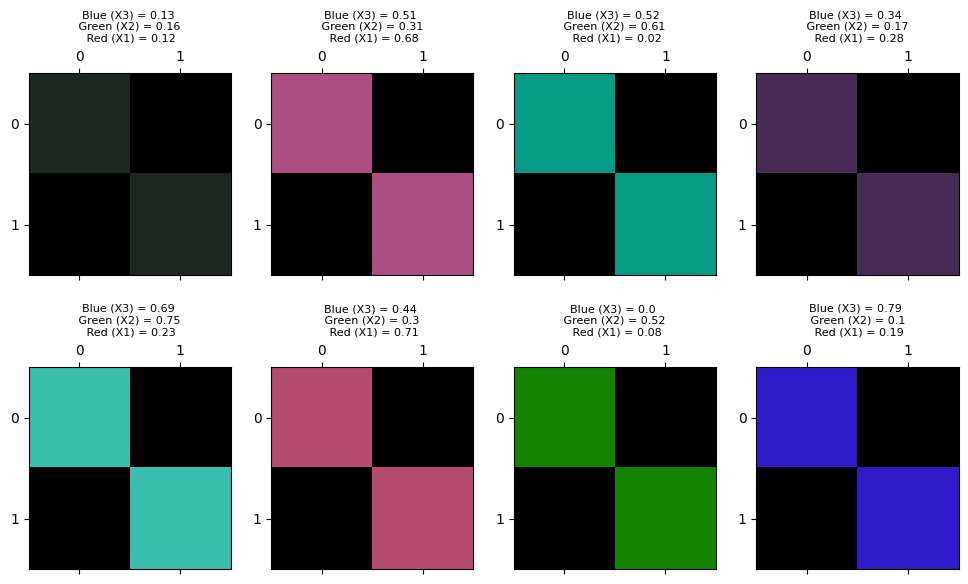 Blue (X3) = 0.13
Green (X2) = 0.16
Red (X1) = 0.12
0 1
0
1
Blue (X3) = 0.51
Green (X2) = 0.31
Red (X1) = 0.68
0 1
0
1
Blue (X3) = 0.52
Green (X2) = 0.61
Red (X1) = 0.02
0 1
0
1
Blue (X3) = 0.34
Green (X2) = 0.17
Red (X1) = 0.28
0 1
0
1
Blue (X3) = 0.69
Green (X2) = 0.75
Red (X1) = 0.23
0 1
0
1
Blue (X3) = 0.44
Green (X2) = 0.3
Red (X1) = 0.71
0 1
0
1
Blue (X3) = 0.0
Green (X2) = 0.52
Red (X1) = 0.08
0 1
0
1
Blue (X3) = 0.79
Green (X2) = 0.1
Red (X1) = 0.19
0 1
0
1